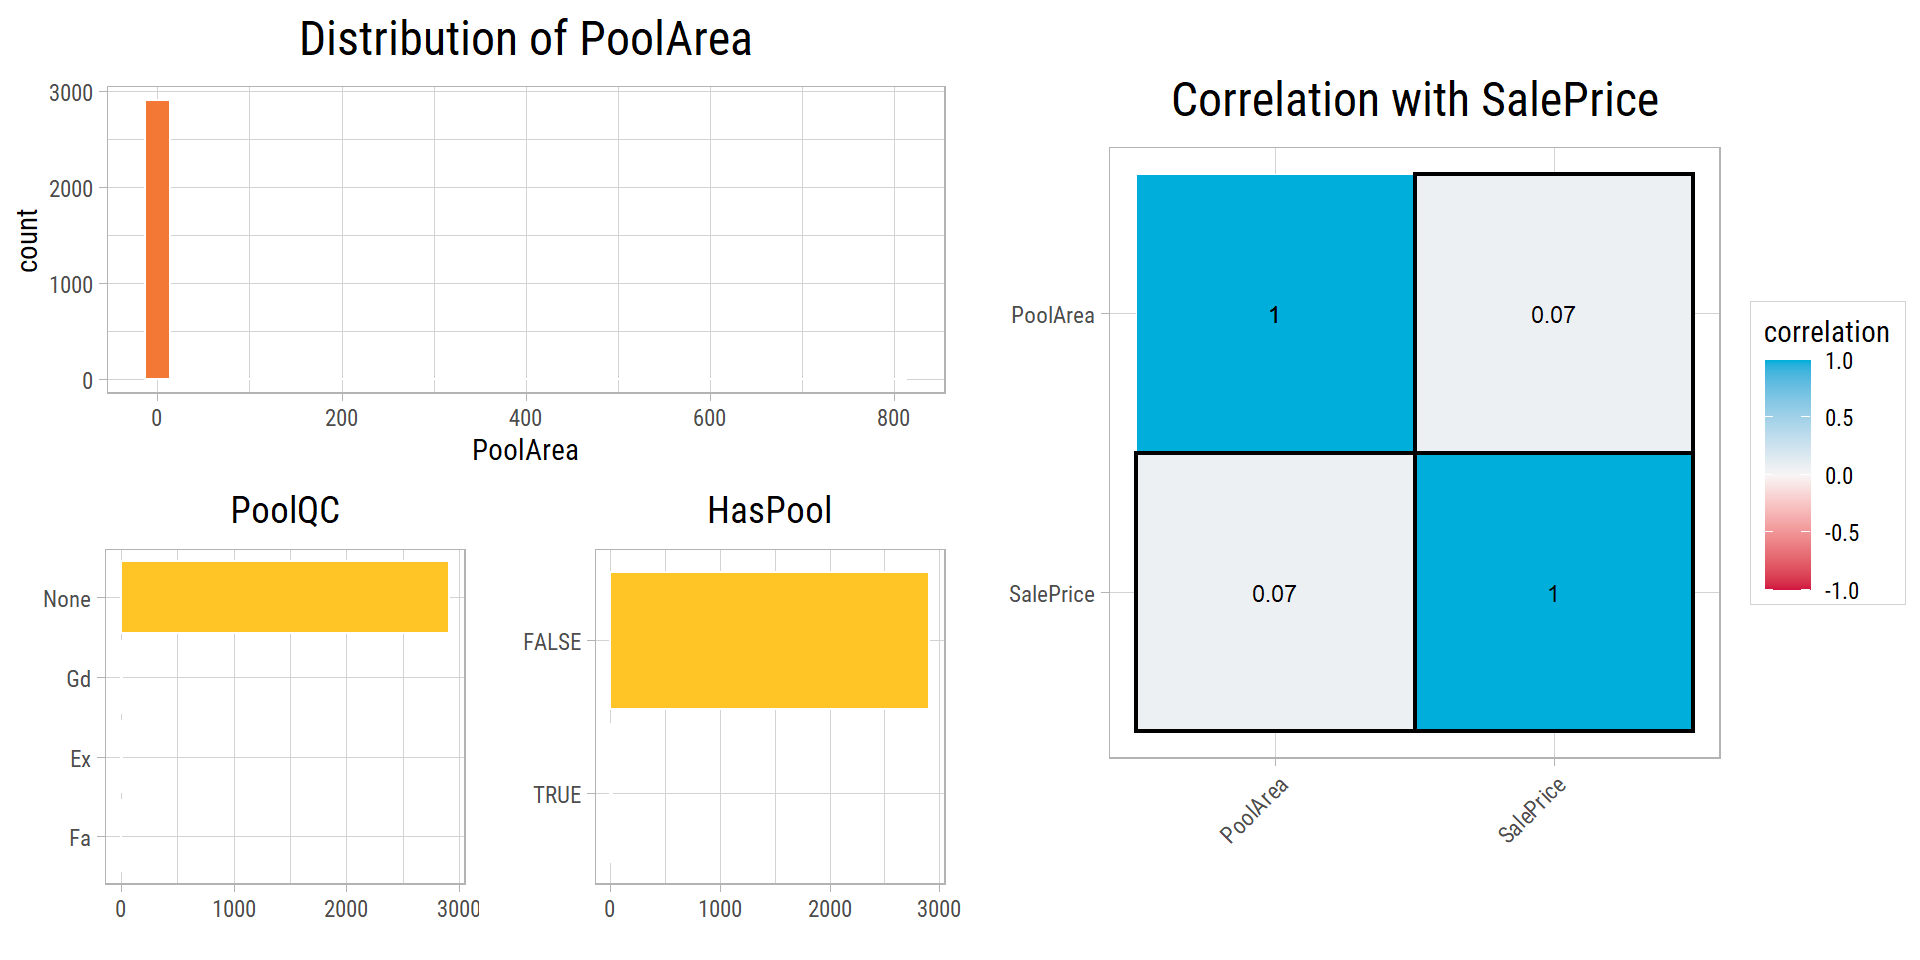 Distribution of PoolArea
3000
2000
1000
0
count
0 200 400 600 800
PoolArea
PoolQC
None
Gd
Ex
Fa
0 1000 2000 3000
HasPool
FALSE
TRUE
0 1000 2000 3000
Correlation with SalePrice
PoolArea 1 0.07
SalePrice 0.07 1
PoolArea SalePrice
correlation
1.0
0.5
0.0
-0.5
-1.0